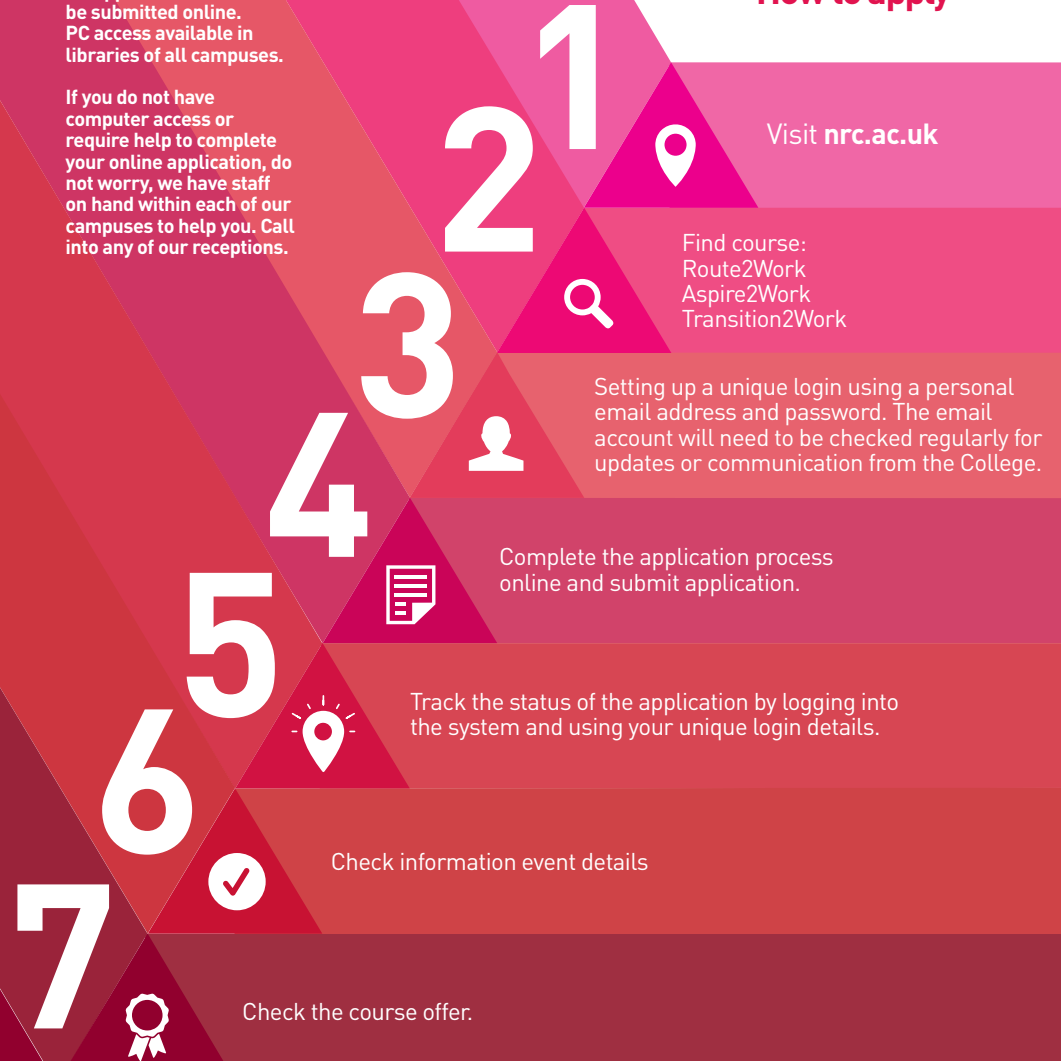 How to apply
be submitted online.
PC access available in
libraries of all campuses.
If you do not have
computer access or
require help to complete
your online application, do
not worry, we have staff
on hand within each of our
campuses to help you. Call
into any of our receptions.
1
Visit nrc.ac.uk
2
Find course:
Route2Work
Aspire2Work
Transition2Work
3
Setting up a unique login using a personal
email address and password. The email
account will need to be checked regularly for
updates or communication from the College.
4
Complete the application process
online and submit application.
5
Track the status of the application by logging into
the system and using your unique login details.
6
Check information event details
7
Check the course offer.